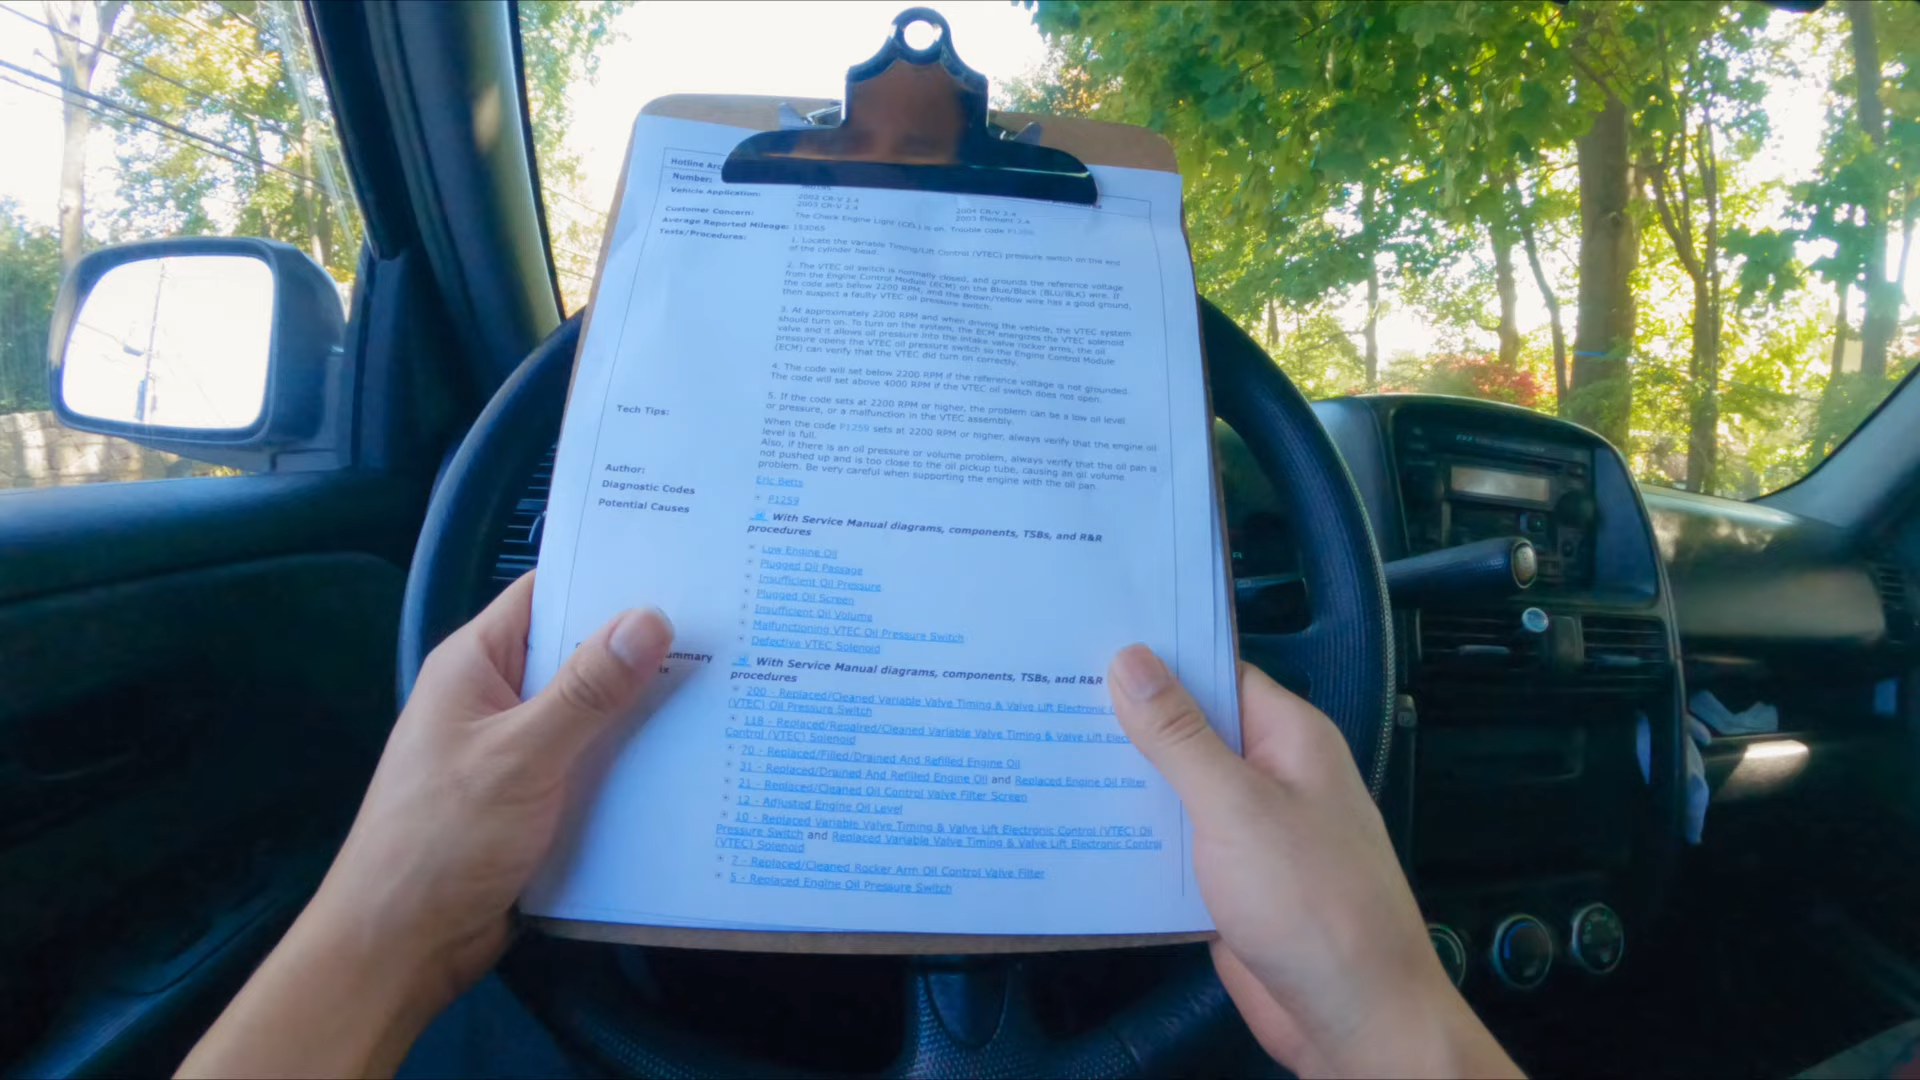 Hotline Arc
Number:
Vehicle Application:
2002 CR-V 2.4
2004 CR-V 2.4
2003 CR-V 2.4
2003 Element 2.4
Customer Concern:
The Check Engine Light (CEL) is on. Trouble code P1259.
Average Reported Mileage: 153065
Tests/Procedures:
1. Locate the Variable Timing/Lift Control (VTEC) pressure switch on the end
of the cylinder head.
2. The VTEC oil switch is normally closed, and grounds the reference voltage
from the Engine Control Module (ECM) on the Blue/Black (BLU/BLK) wire. If
the code sets below 2200 RPM, and the Brown/Yellow wire has a good ground,
then suspect a faulty VTEC oil pressure switch.
3. At approximately 2200 RPM and when driving the vehicle, the VTEC system
should turn on. To turn on the system, the ECM energizes the VTEC solenoid
valve and it allows oil pressure into the intake valve rocker arms, the oil
pressure opens the VTEC oil pressure switch so the Engine Control Module
(ECM) can verify that the VTEC did turn on correctly.
4. The code will set below 2200 RPM if the reference voltage is not grounded.
The code will set above 4000 RPM if the VTEC oil switch does not open.
5. If the code sets at 2200 RPM or higher, the problem can be a low oil level
or pressure, or a malfunction in the VTEC assembly.
Tech Tips:
When the code P1259 sets at 2200 RPM or higher, always verify that the engine oil
level is full.
Also, if there is an oil pressure or volume problem, always verify that the oil pan is
not pushed up and is too close to the oil pickup tube, causing an oil volume
problem. Be very careful when supporting the engine with the oil pan.
Author:
Eric Betts
Diagnostic Codes
P1259
Potential Causes
With Service Manual diagrams, components, TSBs, and R&R
procedures
Low Engine Oil
Plugged Oil Passage
Insufficient Oil Pressure
Plugged Oil Screen
Insufficient Oil Volume
Malfunctioning VTEC Oil Pressure Switch
Defective VTEC Solenoid
ummary
ix
With Service Manual diagrams, components, TSBs, and R&R
procedures
200 - Replaced/Cleaned Variable Valve Timing & Valve Lift Electronic
(VTEC) Oil Pressure Switch
118 - Replaced/Repaired/Cleaned Variable Valve Timing & Valve Lift Elec
Control (VTEC) Solenoid
70 - Replaced/Filled/Drained And Refilled Engine Oil
31 - Replaced/Drained And Refilled Engine Oil and Replaced Engine Oil Filter
21 - Replaced/Cleaned Oil Control Valve Filter Screen
12 - Adjusted Engine Oil Level
10 - Replaced Variable Valve Timing & Valve Lift Electronic Control (VTEC) Oil
Pressure Switch and Replaced Variable Valve Timing & Valve Lift Electronic Control
(VTEC) Solenoid
7 - Replaced/Cleaned Rocker Arm Oil Control Valve Filter
5 - Replaced Engine Oil Pressure Switch